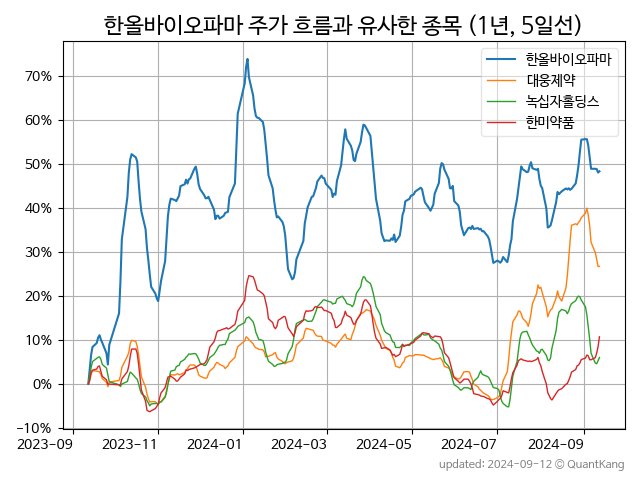 한올바이오파마 주가 흐름과 유사한 종목 (1년, 5일선)
한올바이오파마
대웅제약
녹십자홀딩스
한미약품
70%
60%
50%
40%
30%
20%
10%
0%
−10%
2023-09 2023-11 2024-01 2024-03 2024-05 2024-07 2024-09
updated: 2024-09-12 © QuantKang